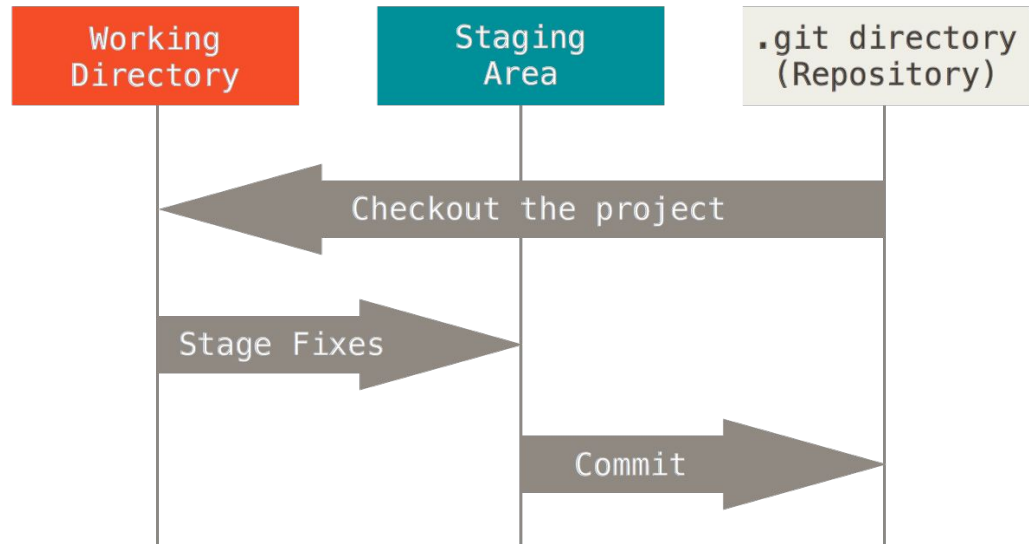 Working
Directory
Staging
Area
.git directory
(Repository)
Checkout the project
Stage Fixes
Commit